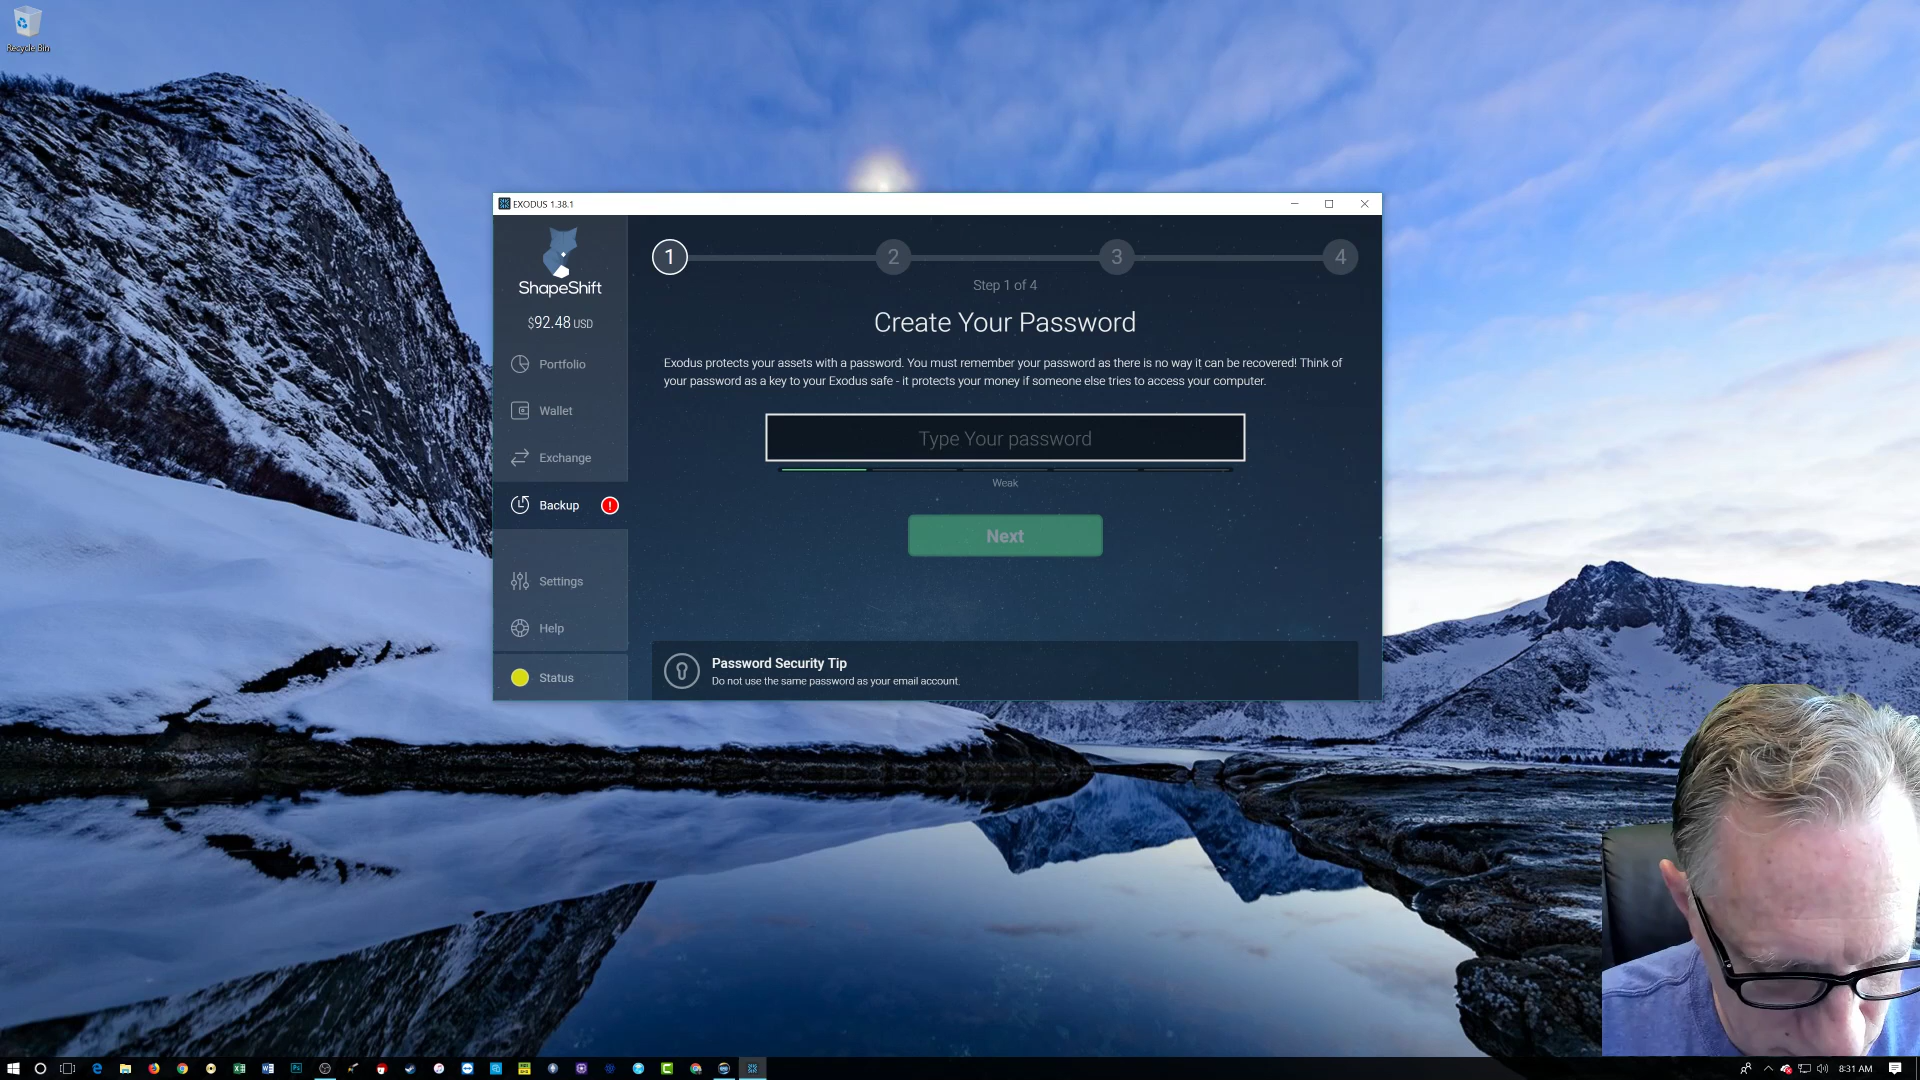 Recycle Bin
EXODUS 1.38.1
ShapeShift
$92.48 USD
Portfolio
Wallet
Exchange
Backup
!
Settings
Help
Status
1
2
3
4
Step 1 of 4
Create Your Password
Exodus protects your assets with a password. You must remember your password as there is no way it can be recovered! Think of
your password as a key to your Exodus safe - it protects your money if someone else tries to access your computer.
Type Your password
Weak
Next
Password Security Tip
Do not use the same password as your email account.
8:31 AM